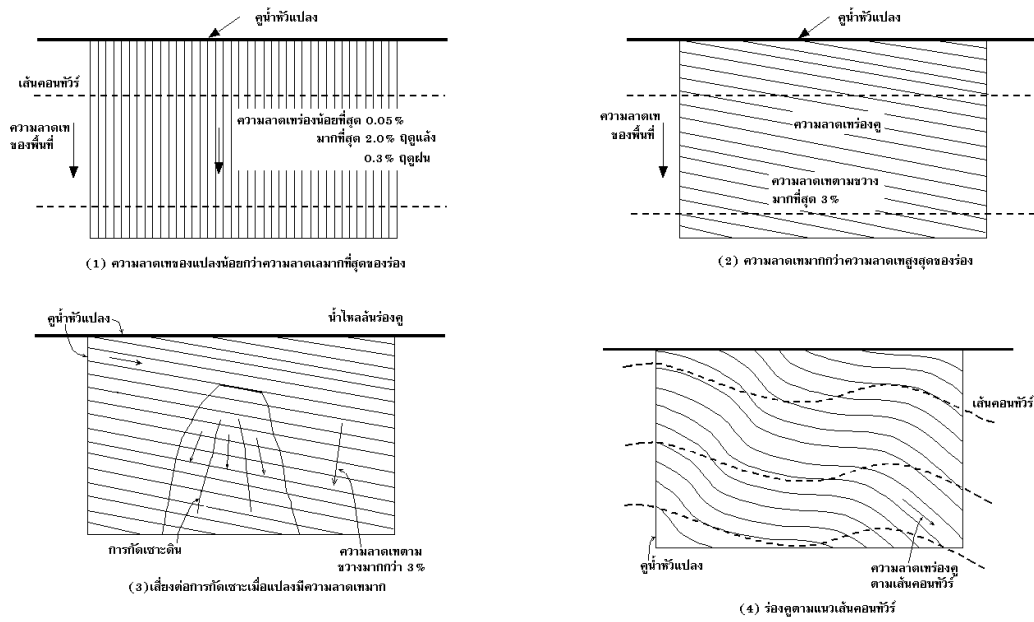 คูน้ำหัวแปลง
เส้นคอนทัวร์
ความลาดเท
ของพื้นที่
ความลาดเทร่องน้อยที่สุด 0.05%
มากที่สุด 2.0% ฤดูแล้ง
0.3% ฤดูฝน
(1) ความลาดเทของแปลงน้อยกว่าความลาดเลมากที่สุดของร่อง
คูน้ำหัวแปลง
ความลาดเท
ของพื้นที่
ความลาดเทร่องคู
ความลาดเทตามขวาง
มากที่สุด 3%
(2) ความลาดเทมากกว่าความลาดเทสูงสุดของร่อง
คูน้ำหัวแปลง
น้ำไหลล้นร่องคู
การกัดเซาะดิน
ความลาดเทตาม
ขวางมากกว่า 3%
(3)เสี่ยงต่อการกัดเซาะเมื่อแปลงมีความลาดเทมาก
เส้นคอนทัวร์
คูน้ำหัวแปลง
ความลาดเทร่องคู
ตามเส้นคอนทัวร์
(4) ร่องคูตามแนวเส้นคอนทัวร์